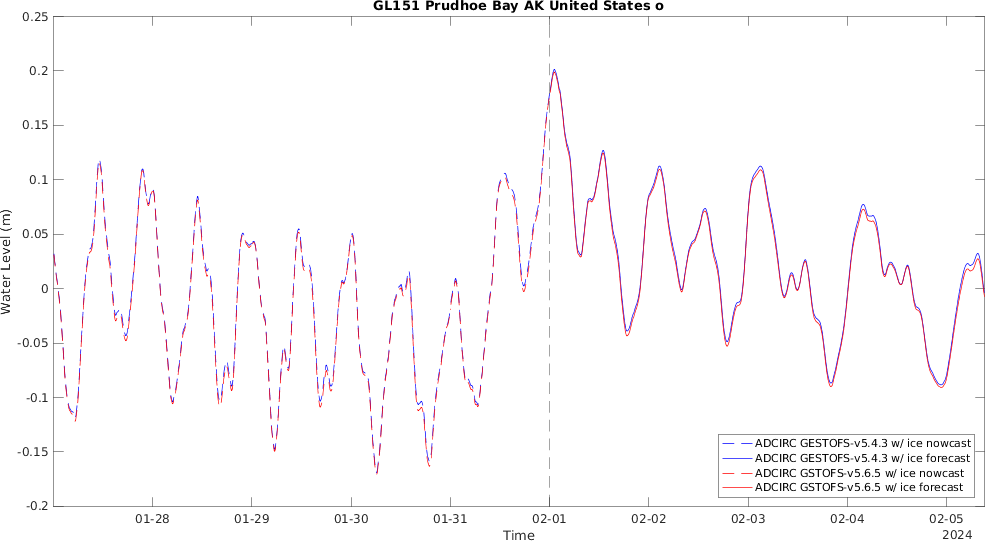 GL151 Prudhoe Bay AK United States o
0.25
0.2
0.15
0.1
0.05
0
-0.05
-0.1
-0.15
-0.2
Water Level (m)
01-28 01-29 01-30 01-31 02-01 02-02 02-03 02-04 02-05
Time
2024
ADCIRC GESTOFS-v5.4.3 w/ ice nowcast
ADCIRC GESTOFS-v5.4.3 w/ ice forecast
ADCIRC GSTOFS-v5.6.5 w/ ice nowcast
ADCIRC GSTOFS-v5.6.5 w/ ice forecast